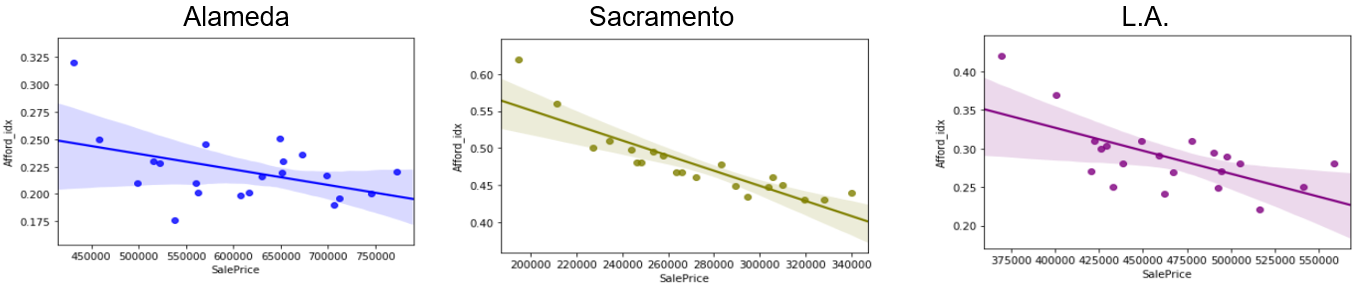 Alameda
Afford_idx
0.325
0.300
0.275
0.250
0.225
0.200
0.175
450000 500000 550000 600000 650000 700000 750000
SalePrice
Sacramento
Afford_idx
0.60
0.55
0.50
0.45
0.40
200000 220000 240000 260000 280000 300000 320000 340000
SalePrice
L.A.
Afford_idx
0.40
0.35
0.30
0.25
0.20
375000 400000 425000 450000 475000 500000 525000 550000
SalePrice